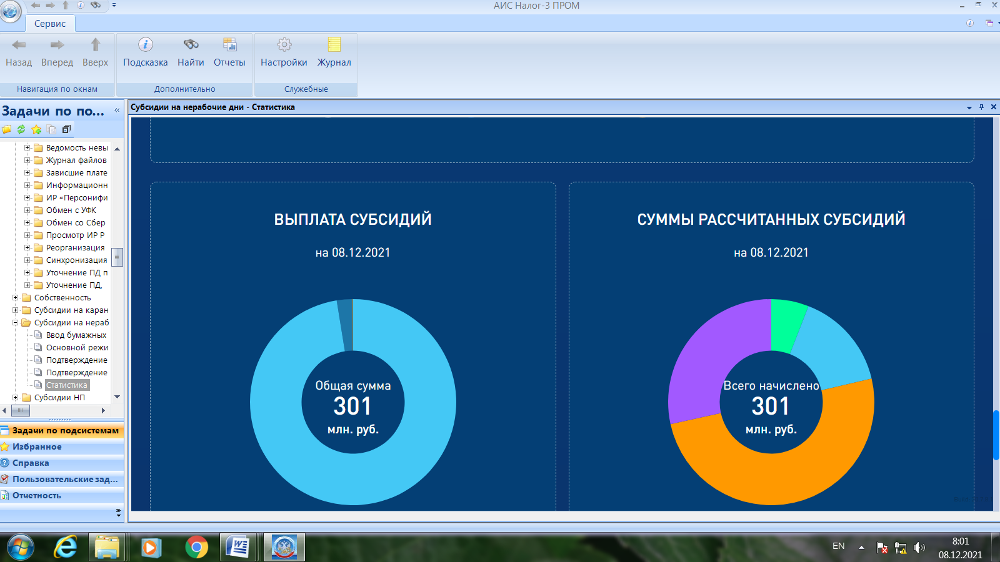 АИС Налог-3 ПРОМ
Сервис
Назад
Вперед
Вверх
Подсказка
Найти
Отчеты
Настройки
Журнал
Навигация по окнам
Дополнительно
Служебные
Задачи по по...
Субсидии на нерабочие дни - Статистика
Ведомость невы
Журнал файлов
Зависшие плате
Информационн
ИР «Персонифи
Обмен с УФК
Обмен со Сбер
Просмотр ИР Р
Реорганизация
Синхронизация
Уточнение ПД п
Уточнение ПД,
Собственность
Субсидии на каран
Субсидии на нераб
Ввод бумажных
Основной режи
Подтверждение
Подтверждение
Статистика
Субсидии НП
Задачи по подсистемам
Избранное
Справка
Пользовательские зад...
Отчетность
ВЫПЛАТА СУБСИДИЙ
на 08.12.2021
Общая сумма
301
млн. руб.
СУММЫ РАССЧИТАННЫХ СУБСИДИЙ
на 08.12.2021
Всего начислено
301
млн. руб.
EN
8:01
08.12.2021